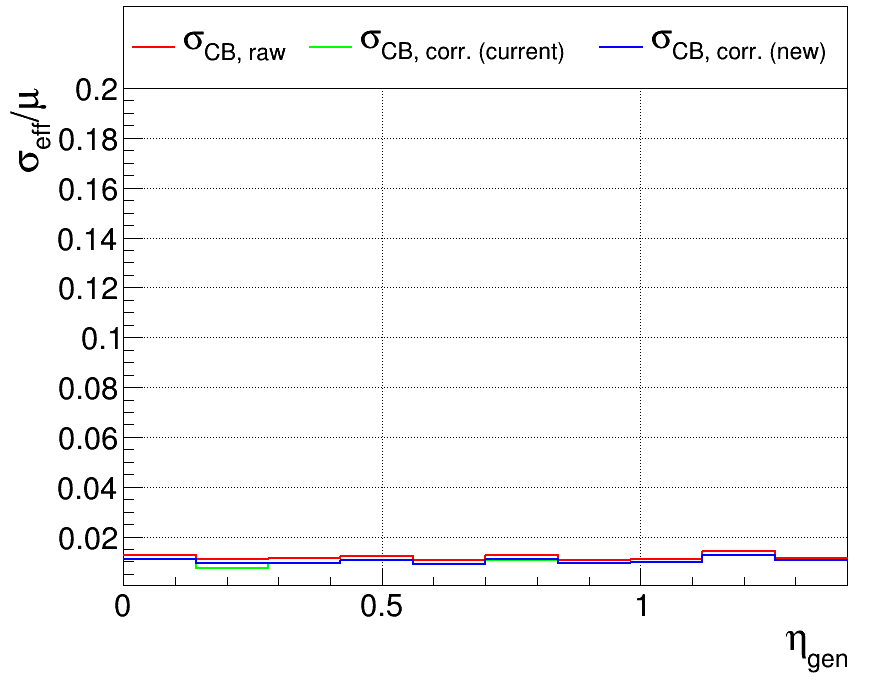 σCB, raw σCB, corr. (current) σCB, corr. (new)
σeff/μ
0.2
0.18
0.16
0.14
0.12
0.1
0.08
0.06
0.04
0.02
0 0.5 1
ηgen